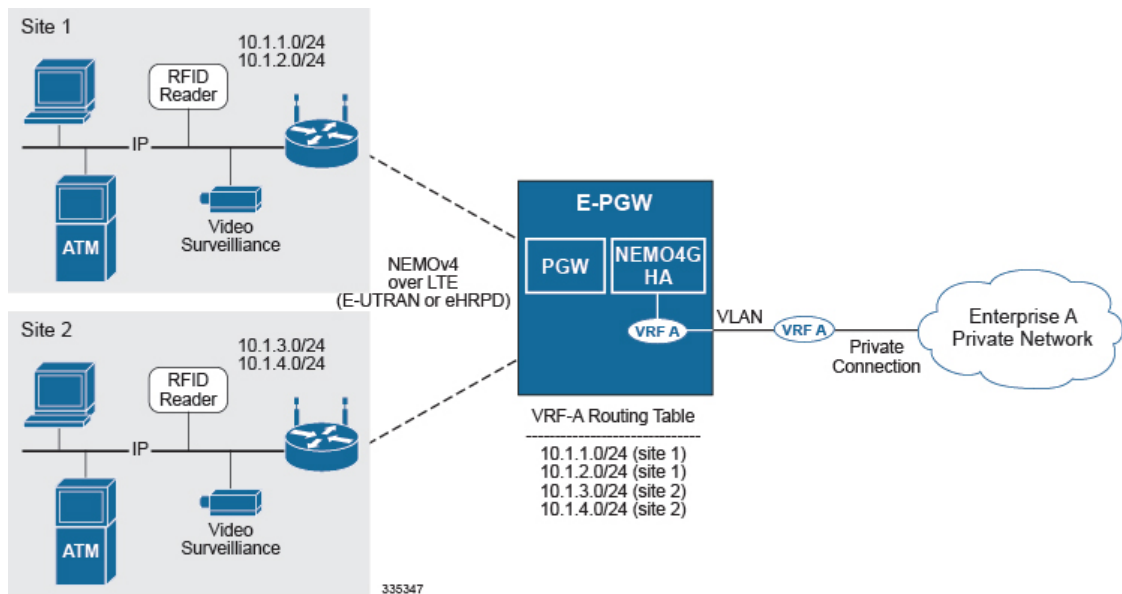 Site 1
10.1.1.0/24
10.1.2.0/24
RFID
Reader
IP
ATM
Video
Surveilliance
NEMOv4
over LTE
(E-UTRAN or eHRPD)
Site 2
10.1.3.0/24
10.1.4.0/24
RFID
Reader
IP
ATM
Video
Surveilliance
E-PGW
PGW
NEMO4G
HA
VRF A
VLAN
VRF A
Private
Connection
Enterprise A
Private Network
VRF-A Routing Table
------------------------------
10.1.1.0/24 (site 1)
10.1.2.0/24 (site 1)
10.1.3.0/24 (site 2)
10.1.4.0/24 (site 2)
335347